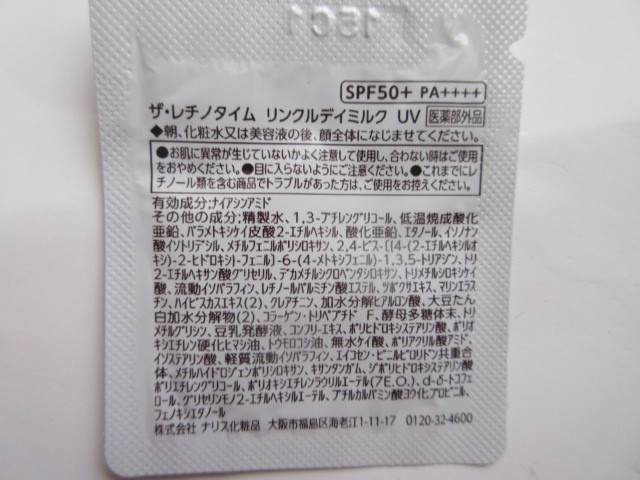 15C1
SPF50+ PA++++
ザ・レチノタイム リンクルデイミルク UV 医薬部外品
◆朝、化粧水又は美容液の後、顔全体になじませてください。
●お肌に異常が生じていないかよく注意して使用し、合わない時はご使用
をおやめください。●目に入らないようにご注意ください。●これまでにレ
チノール類を含む商品でトラブルがあった方は、ご使用をお控えください。
有効成分:ナイアシンアミド
その他の成分:精製水、1,3-ブチレングリコール、低温焼成酸化
亜鉛、パラメトキシケイ皮酸2-エチルヘキシル、酸化亜鉛、エタノール、イソノナン
酸イソトリデシル、メチルフェニルポリシロキサン、2,4-ビス-[{4-(2-エチルヘキシルオ
キシ)-2-ヒドロキシ}-フェニル]-6-(4-メトキシフェニル)-1,3,5-トリアジン、トリ
2-エチルヘキサン酸グリセリル、デカメチルシクロペンタシロキサン、トリメチルシロキシケイ
酸、流動イソパラフィン、レチノールパルミチン酸エステル、サボンソウエキス、マリンエラス
チン、ハイビスカスエキス(2)、クレアチニン、加水分解ヒアルロン酸、大豆たん
白加水分解物(2)、コラーゲン・トリペプチド F、酵母多糖体末、トリ
メチルグリシン、豆乳発酵液、コンフリーエキス、ポリヒドロキシステアリン酸、ポリオ
キシエチレン硬化ヒマシ油、トウモロコシ油、無水ケイ酸、ポリアクリル酸アミド、
イソステアリン酸、軽質流動イソパラフィン、エイコセン・ビニルピロリドン共重合
体、メチルハイドロジェンポリシロキサン、キサンタンガム、ジポリヒドロキシステアリン酸
ポリエチレングリコール、ポリオキシエチレンラウリルエーテル(7E.O.)、d-δ-トコフェ
ロール、グリセリンモノ2-エチルヘキシルエーテル、ブチルカルバミン酸ヨウ化プロピニル、
フェノキシエタノール
株式会社 ナリス化粧品 大阪市福島区海老江1-11-17 0120-32-4600